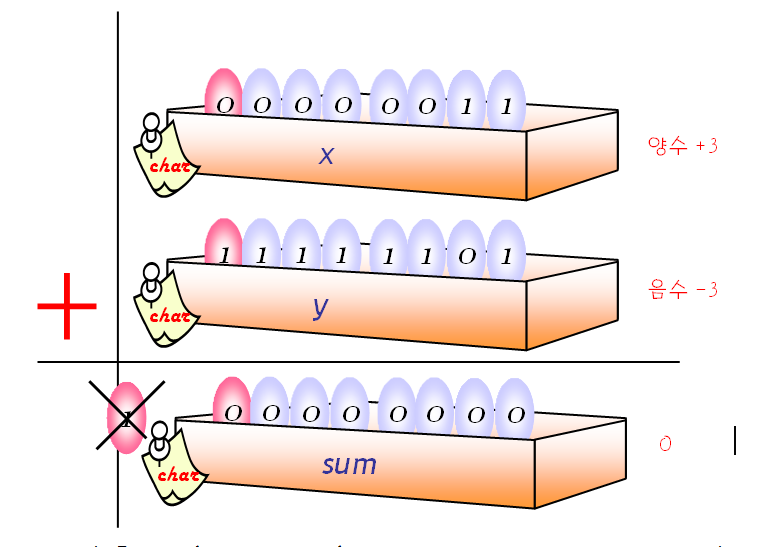 0 0 0 0 0 0 1 1
char
x
양수 +3
1 1 1 1 1 1 0 1
char
y
음수 -3
+
1
0 0 0 0 0 0 0 0
char
sum
0